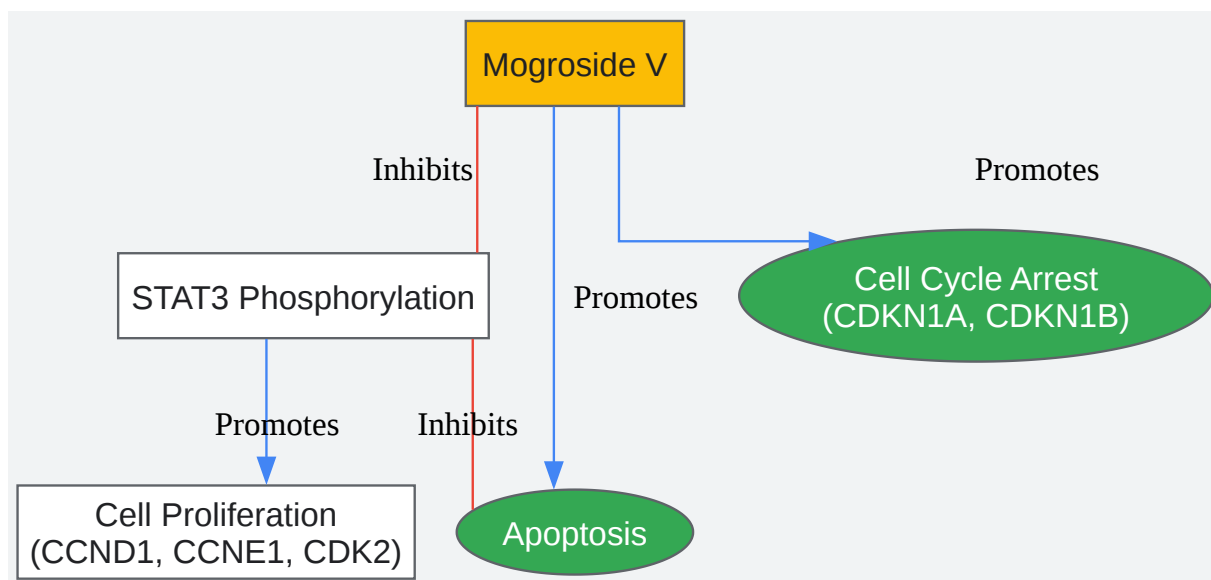 Mogroside V
Inhibits
Promotes
STAT3 Phosphorylation
Promotes
Cell Cycle Arrest
(CDKN1A, CDKN1B)
Promotes
Inhibits
Cell Proliferation
(CCND1, CCNE1, CDK2)
Apoptosis